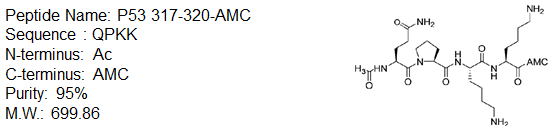 Peptide Name: P53 317-320-AMC
Sequence : QPKK
N-terminus: Ac
C-terminus: AMC
Purity: 95%
M.W.: 699.86
NH₂
O NH₂
H N H N AMC
H₃C HN N O O
O O
NH₂